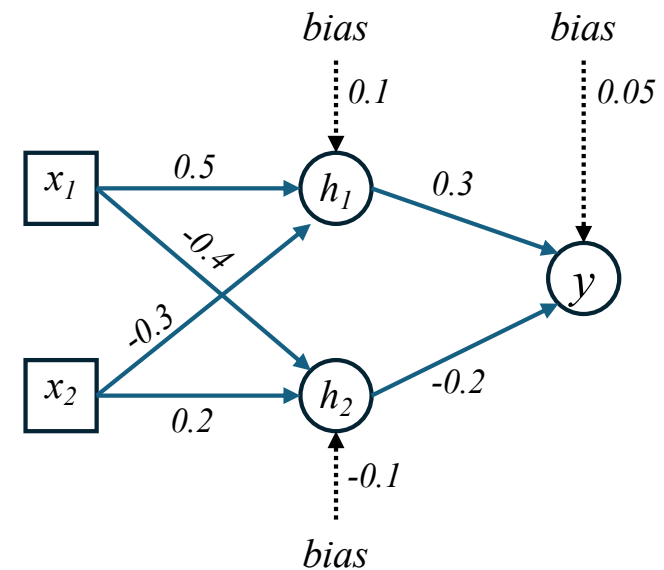 bias bias
0.1 0.05
x₁ 0.5 h₁ 0.3
-0.4
y
-0.3
x₂ 0.2 h₂ -0.2
-0.1
bias